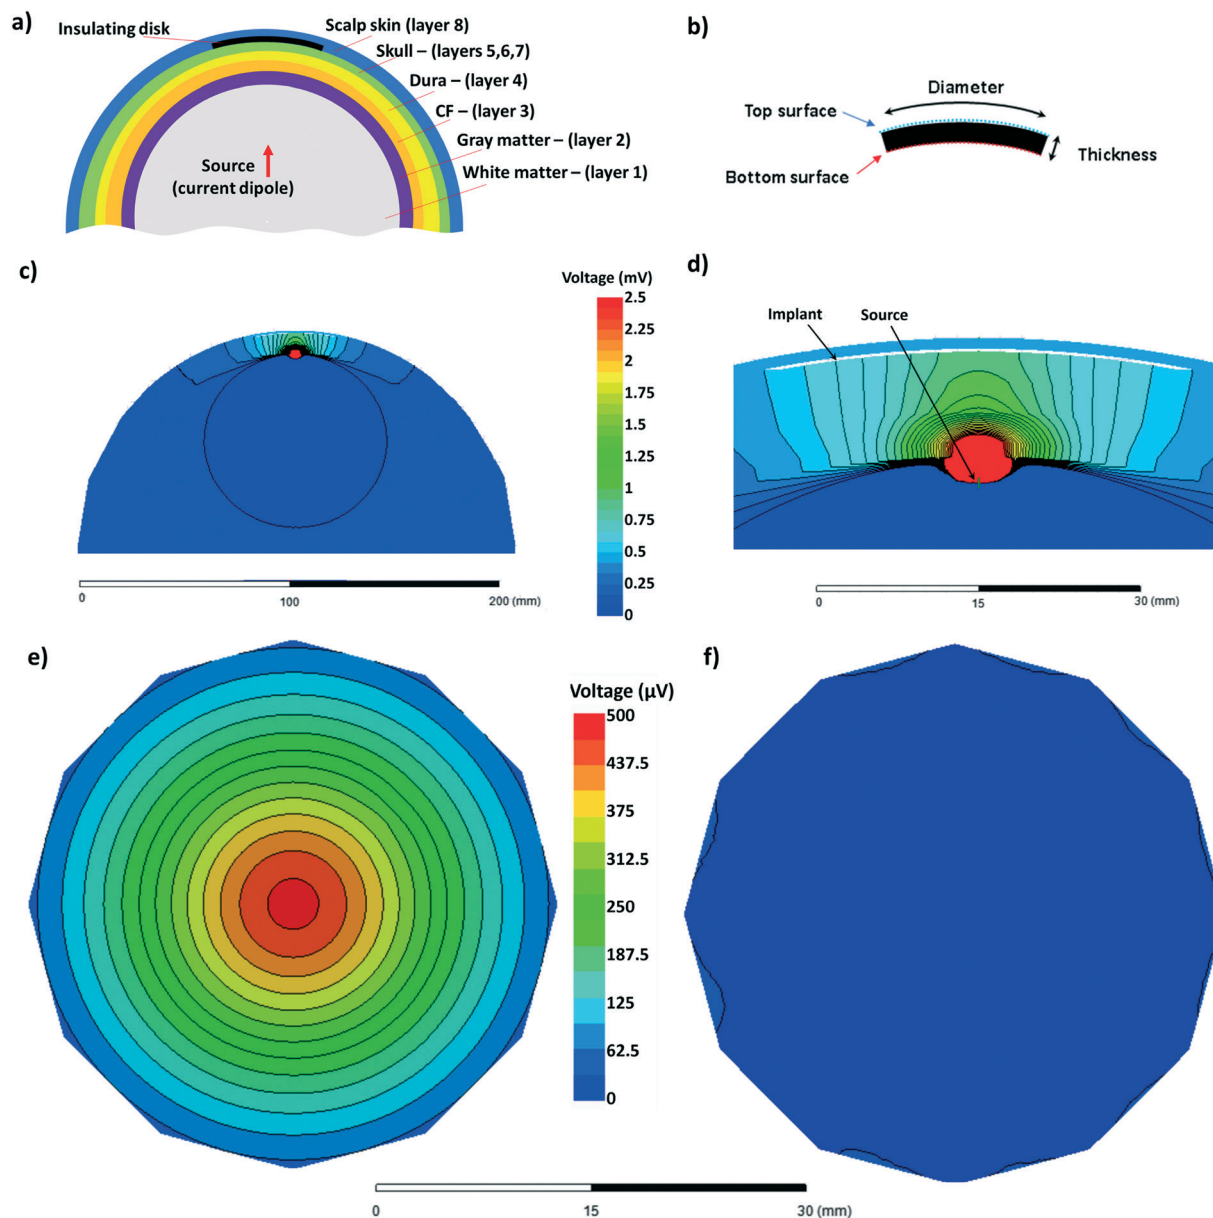 a)
Insulating disk
Scalp skin (layer 8)
Skull – (layers 5,6,7)
Dura – (layer 4)
CF – (layer 3)
Gray matter – (layer 2)
White matter – (layer 1)
Source
(current dipole)
b)
Diameter
Top surface
Thickness
Bottom surface
c)
Voltage (mV)
2.5
2.25
2
1.75
1.5
1.25
1
0.75
0.5
0.25
0
0
100
200 (mm)
d)
Implant
Source
0
15
30 (mm)
e)
Voltage (µV)
500
437.5
375
312.5
250
187.5
125
62.5
0
f)
0
15
30 (mm)